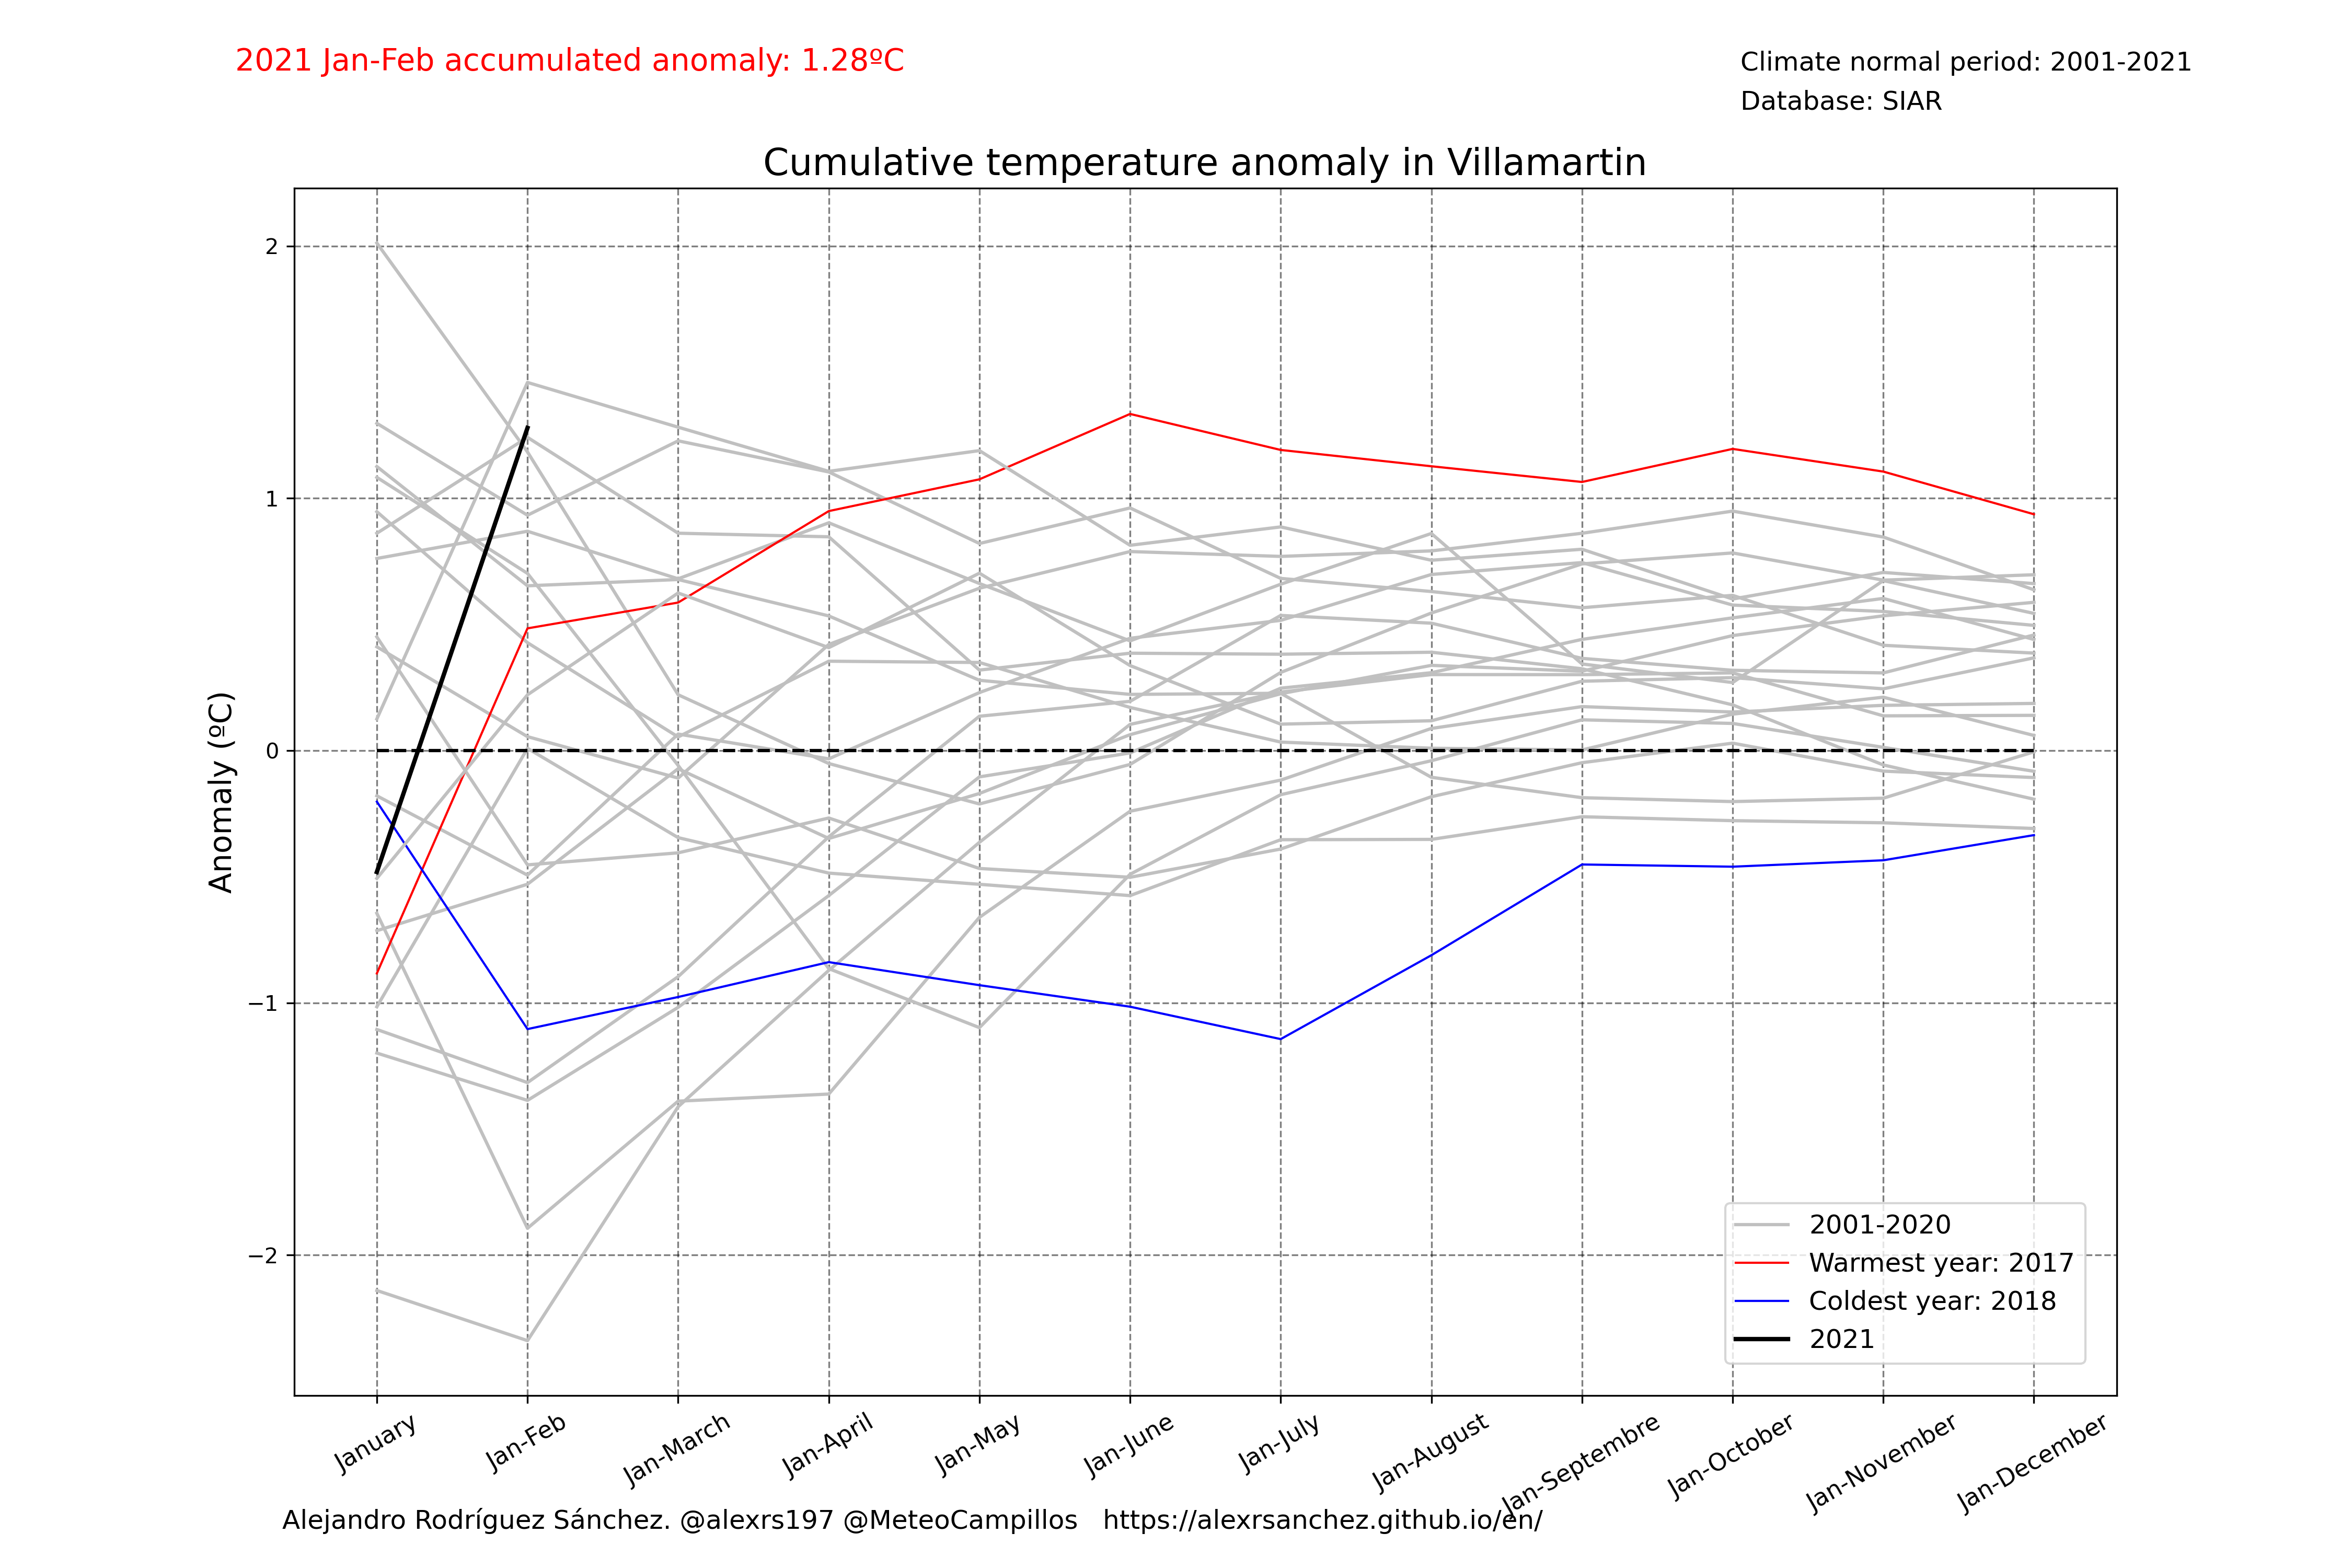 2021 Jan-Feb accumulated anomaly: 1.28ºC
Climate normal period: 2001-2021
Database: SIAR
Cumulative temperature anomaly in Villamartin
Anomaly (ºC)
2
1
0
−1
−2
2001-2020
Warmest year: 2017
Coldest year: 2018
2021
January
Jan-Feb
Jan-March
Jan-April
Jan-May
Jan-June
Jan-July
Jan-August
Jan-Septembre
Jan-October
Jan-November
Jan-December
Alejandro Rodríguez Sánchez. @alexrs197 @MeteoCampillos   https://alexrsanchez.github.io/en/